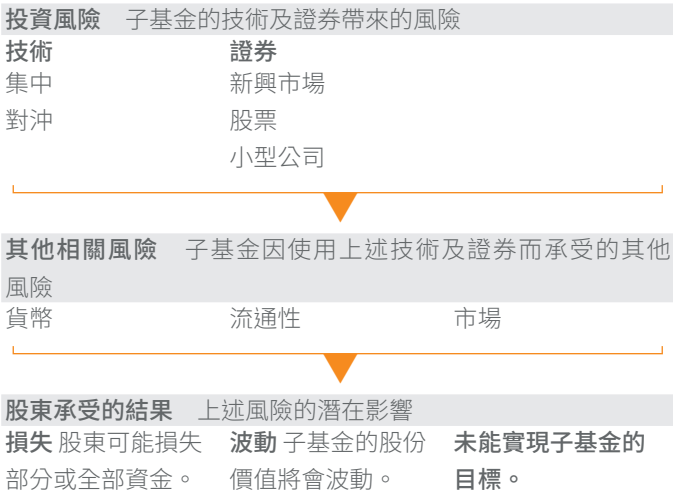 投資風險 子基金的技術及證券帶來的風險
技術 證券
集中 新興市場
對沖 股票
小型公司
其他相關風險 子基金因使用上述技術及證券而承受的其他
風險
貨幣 流通性 市場
股東承受的結果 上述風險的潛在影響
損失 股東可能損失 波動 子基金的股份 未能實現子基金的
部分或全部資金。 價值將會波動。 目標。